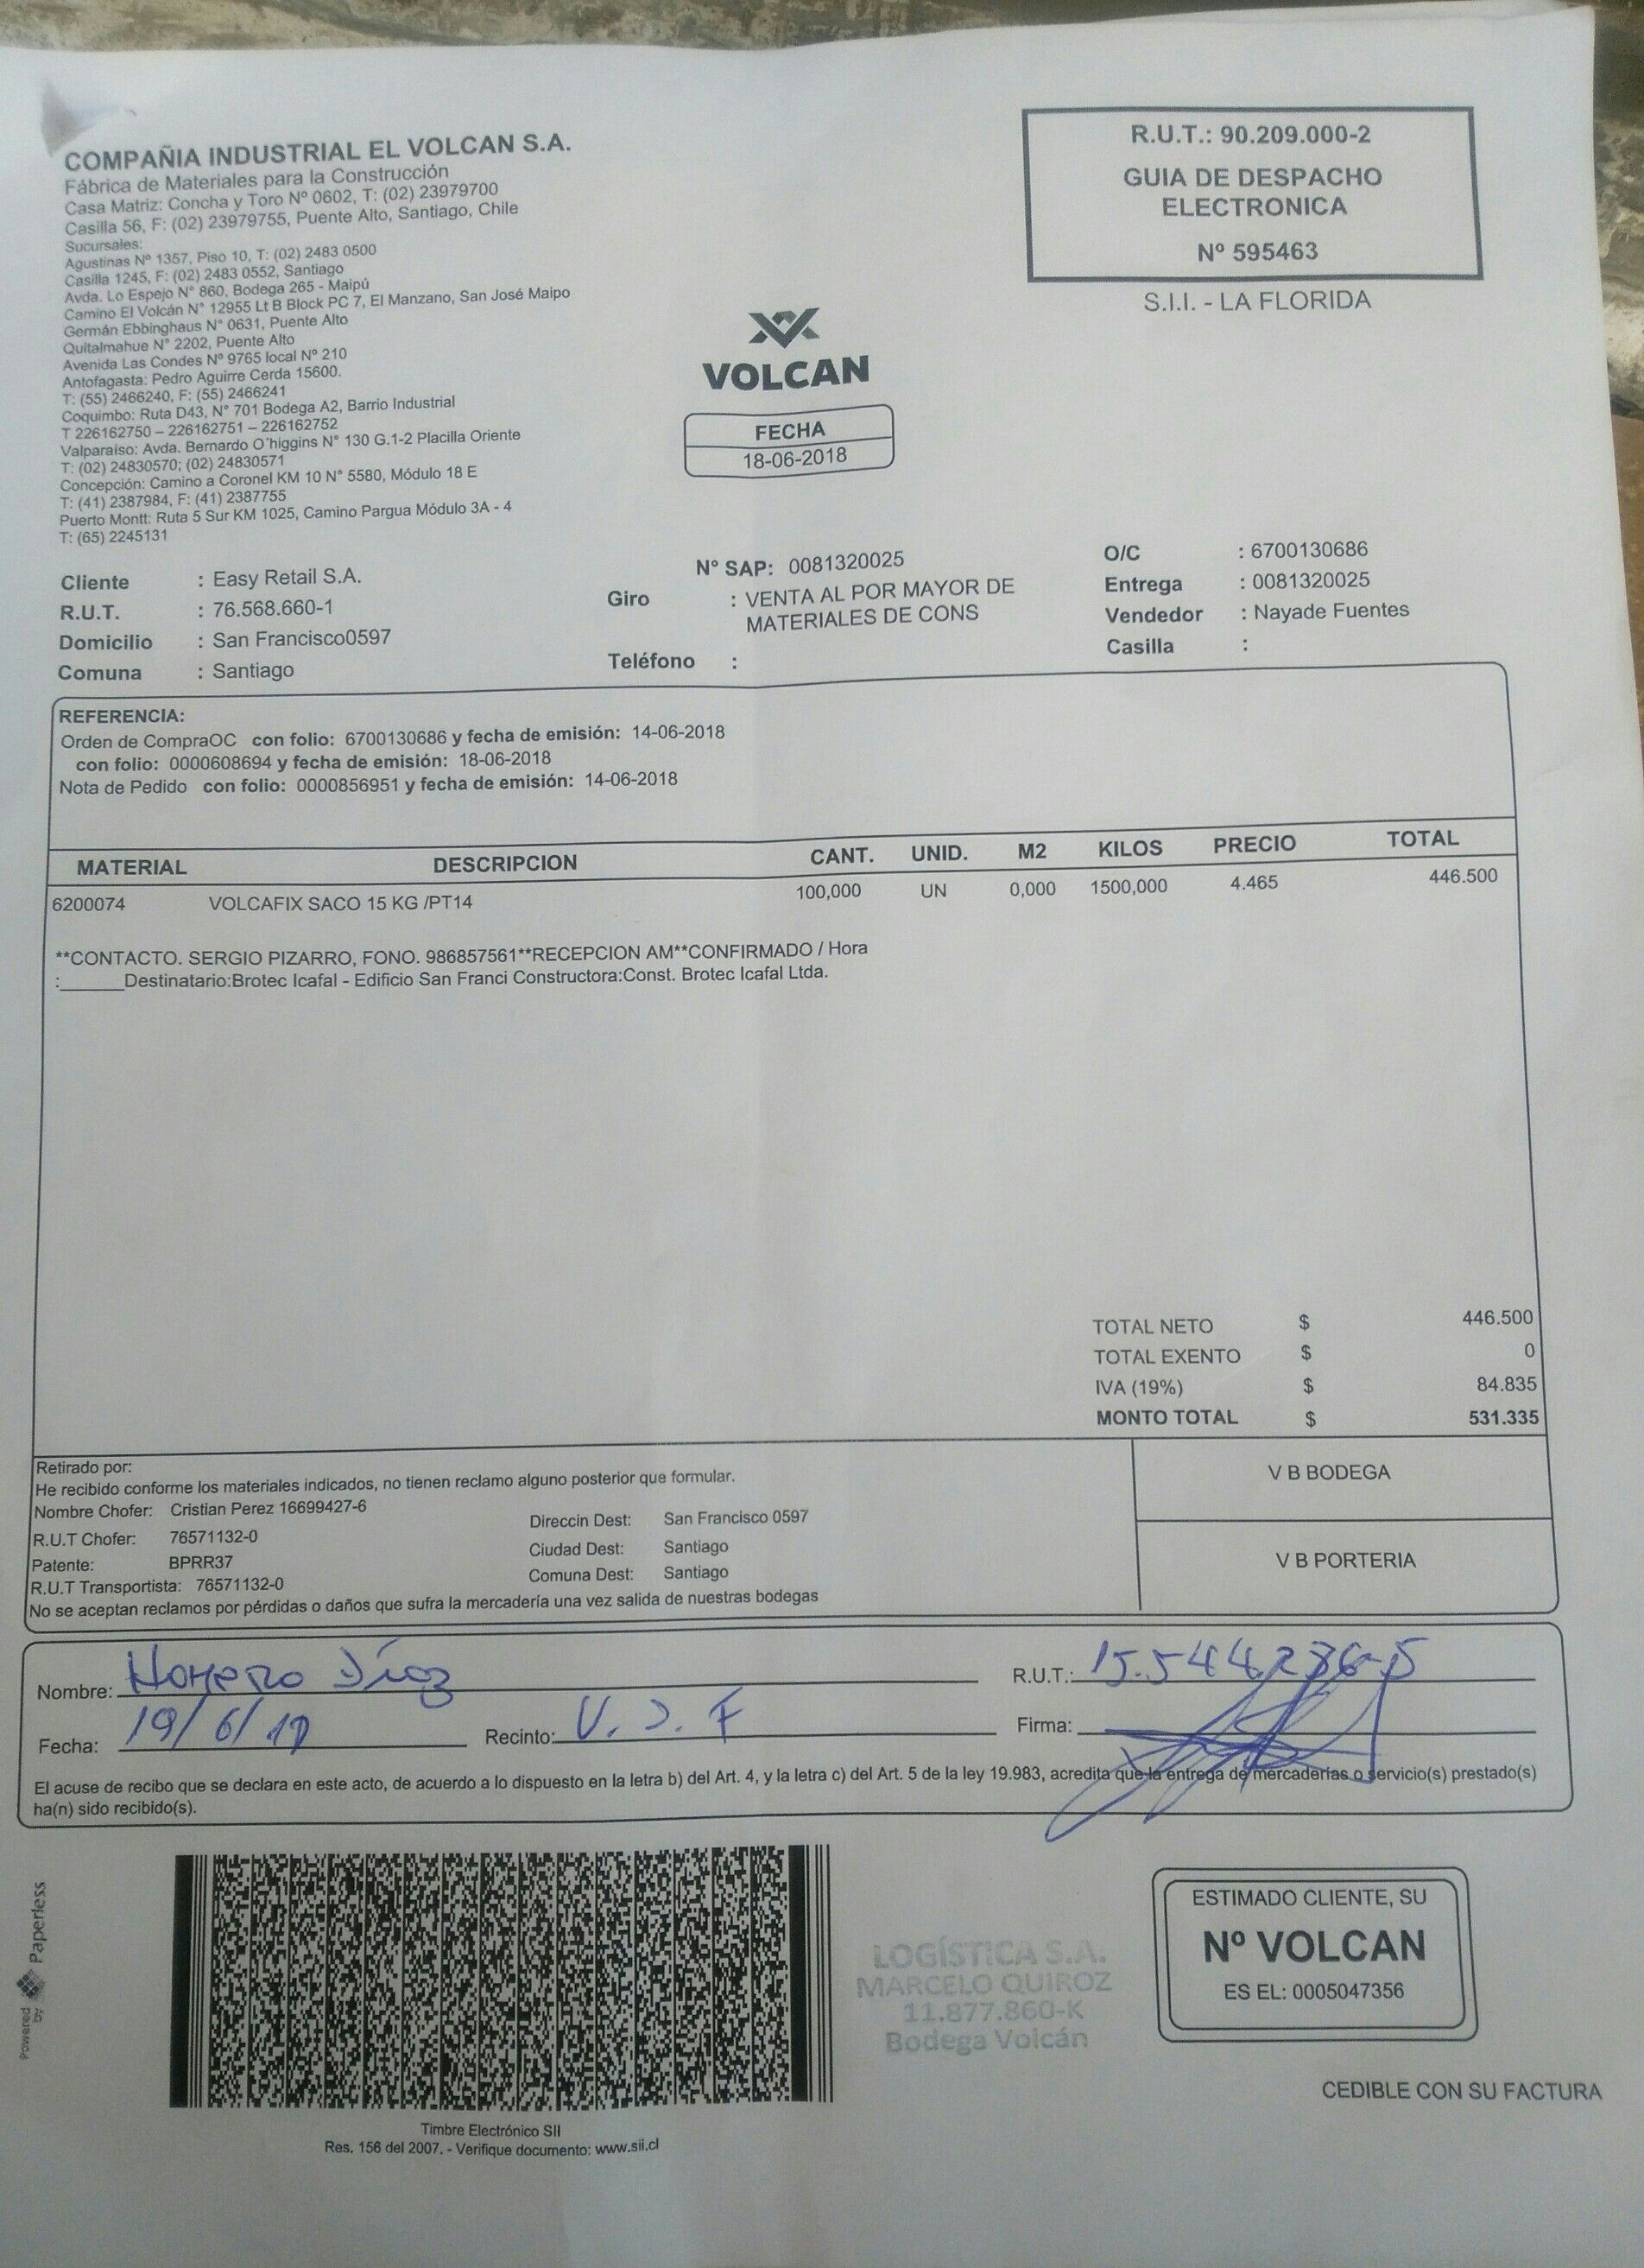 COMPAÑIA INDUSTRIAL EL VOLCAN S.A.
Fábrica de Materiales para la Construcción
Casa Matriz: Concha y Toro Nº 0602, T: (02) 23979700
Casilla 56, F: (02) 23979755, Puente Alto, Santiago, Chile
Sucursales:
Agustinas Nº 1357, Piso 10, T: (02) 2483 0500
Casilla 1245, F: (02) 2483 0552, Santiago
Avda. Lo Espejo N° 860, Bodega 265 - Maipú
Camino El Volcán N° 12955 Lt B Block PC 7, El Manzano, San José Maipo
Germán Ebbinghaus N° 0631, Puente Alto
Quitalmahue N° 2202, Puente Alto
Avenida Las Condes Nº 9765 local Nº 210
Antofagasta: Pedro Aguirre Cerda 15600.
T: (55) 2466240, F: (55) 2466241
Coquimbo: Ruta D43, N° 701 Bodega A2, Barrio Industrial
T 226162750 – 226162751 – 226162752
Valparaiso: Avda. Bernardo O´higgins N° 130 G.1-2 Placilla Oriente
T: (02) 24830570; (02) 24830571
Concepción: Camino a Coronel KM 10 N° 5580, Módulo 18 E
T: (41) 2387984, F: (41) 2387755
Puerto Montt: Ruta 5 Sur KM 1025, Camino Pargua Módulo 3A - 4
T: (65) 2245131
R.U.T.: 90.209.000-2
GUIA DE DESPACHO
ELECTRONICA
Nº 595463
S.I.I. - LA FLORIDA
VOLCAN
FECHA
18-06-2018
Cliente : Easy Retail S.A.
R.U.T. : 76.568.660-1
Domicilio : San Francisco0597
Comuna : Santiago
Nº SAP: 0081320025
Giro : VENTA AL POR MAYOR DE
MATERIALES DE CONS
Teléfono :
O/C : 6700130686
Entrega : 0081320025
Vendedor : Nayade Fuentes
Casilla :
REFERENCIA:
Orden de CompraOC con folio: 6700130686 y fecha de emisión: 14-06-2018
con folio: 0000608694 y fecha de emisión: 18-06-2018
Nota de Pedido con folio: 0000856951 y fecha de emisión: 14-06-2018
MATERIAL DESCRIPCION CANT. UNID. M2 KILOS PRECIO TOTAL
6200074 VOLCAFIX SACO 15 KG /PT14 100,000 UN 0,000 1500,000 4.465 446.500
**CONTACTO. SERGIO PIZARRO, FONO. 986857561**RECEPCION AM**CONFIRMADO / Hora
:______Destinatario:Brotec Icafal - Edificio San Franci Constructora:Const. Brotec Icafal Ltda.
TOTAL NETO $ 446.500
TOTAL EXENTO $ 0
IVA (19%) $ 84.835
MONTO TOTAL $ 531.335
Retirado por:
He recibido conforme los materiales indicados, no tienen reclamo alguno posterior que formular.
Nombre Chofer: Cristian Perez 16699427-6
R.U.T Chofer: 76571132-0
Patente: BPRR37
R.U.T Transportista: 76571132-0
Direccin Dest: San Francisco 0597
Ciudad Dest: Santiago
Comuna Dest: Santiago
No se aceptan reclamos por pérdidas o daños que sufra la mercadería una vez salida de nuestras bodegas
V B BODEGA
V B PORTERIA
Nombre: Homero Díaz R.U.T.: 15.544.236-5
Fecha: 19/6/18 Recinto: Firma:
El acuse de recibo que se declara en este acto, de acuerdo a lo dispuesto en la letra b) del Art. 4, y la letra c) del Art. 5 de la ley 19.983, acredita que la entrega de mercaderías o servicio(s) prestado(s)
ha(n) sido recibido(s).
Powered by Paperless
LOGÍSTICA S.A.
MARCELO QUIROZ
11.877.860-K
Bodega Volcán
ESTIMADO CLIENTE, SU
Nº VOLCAN
ES EL: 0005047356
CEDIBLE CON SU FACTURA
Timbre Electrónico SII
Res. 156 del 2007. - Verifique documento: www.sii.cl